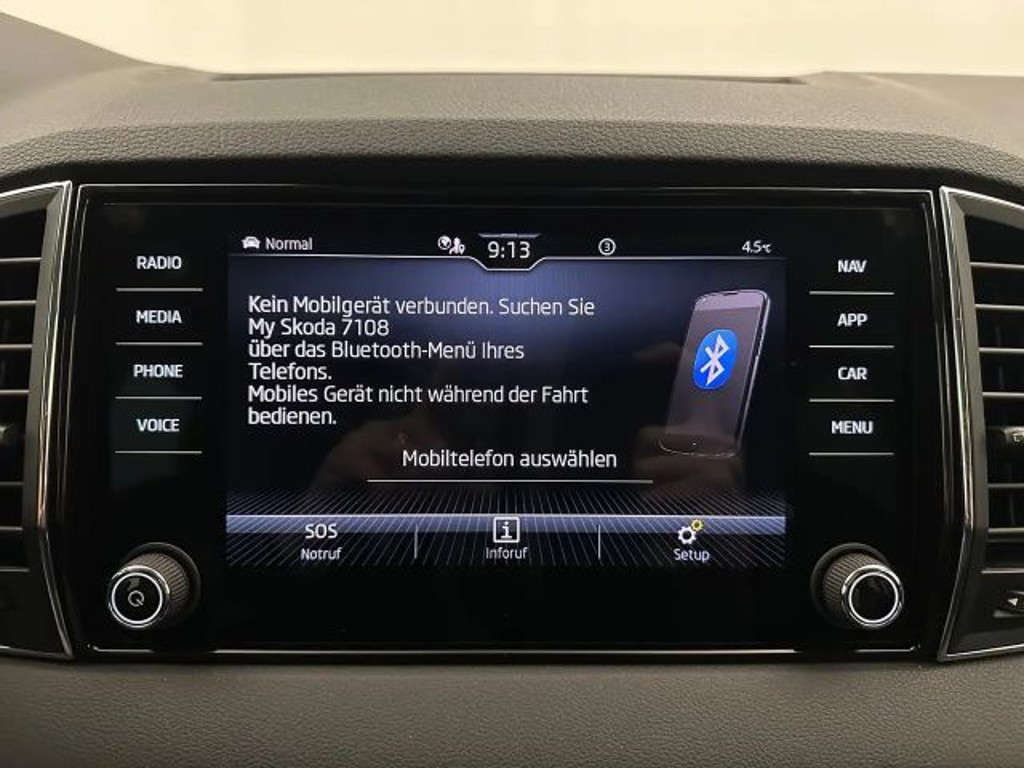 Normal
9:13
3
4.5°C
RADIO
MEDIA
PHONE
VOICE
Kein Mobilgerät verbunden. Suchen Sie
My Skoda 7108
über das Bluetooth-Menü Ihres
Telefons.
Mobiles Gerät nicht während der Fahrt
bedienen.
Mobiltelefon auswählen
SOS
Notruf
i
Inforuf
Setup
NAV
APP
CAR
MENU